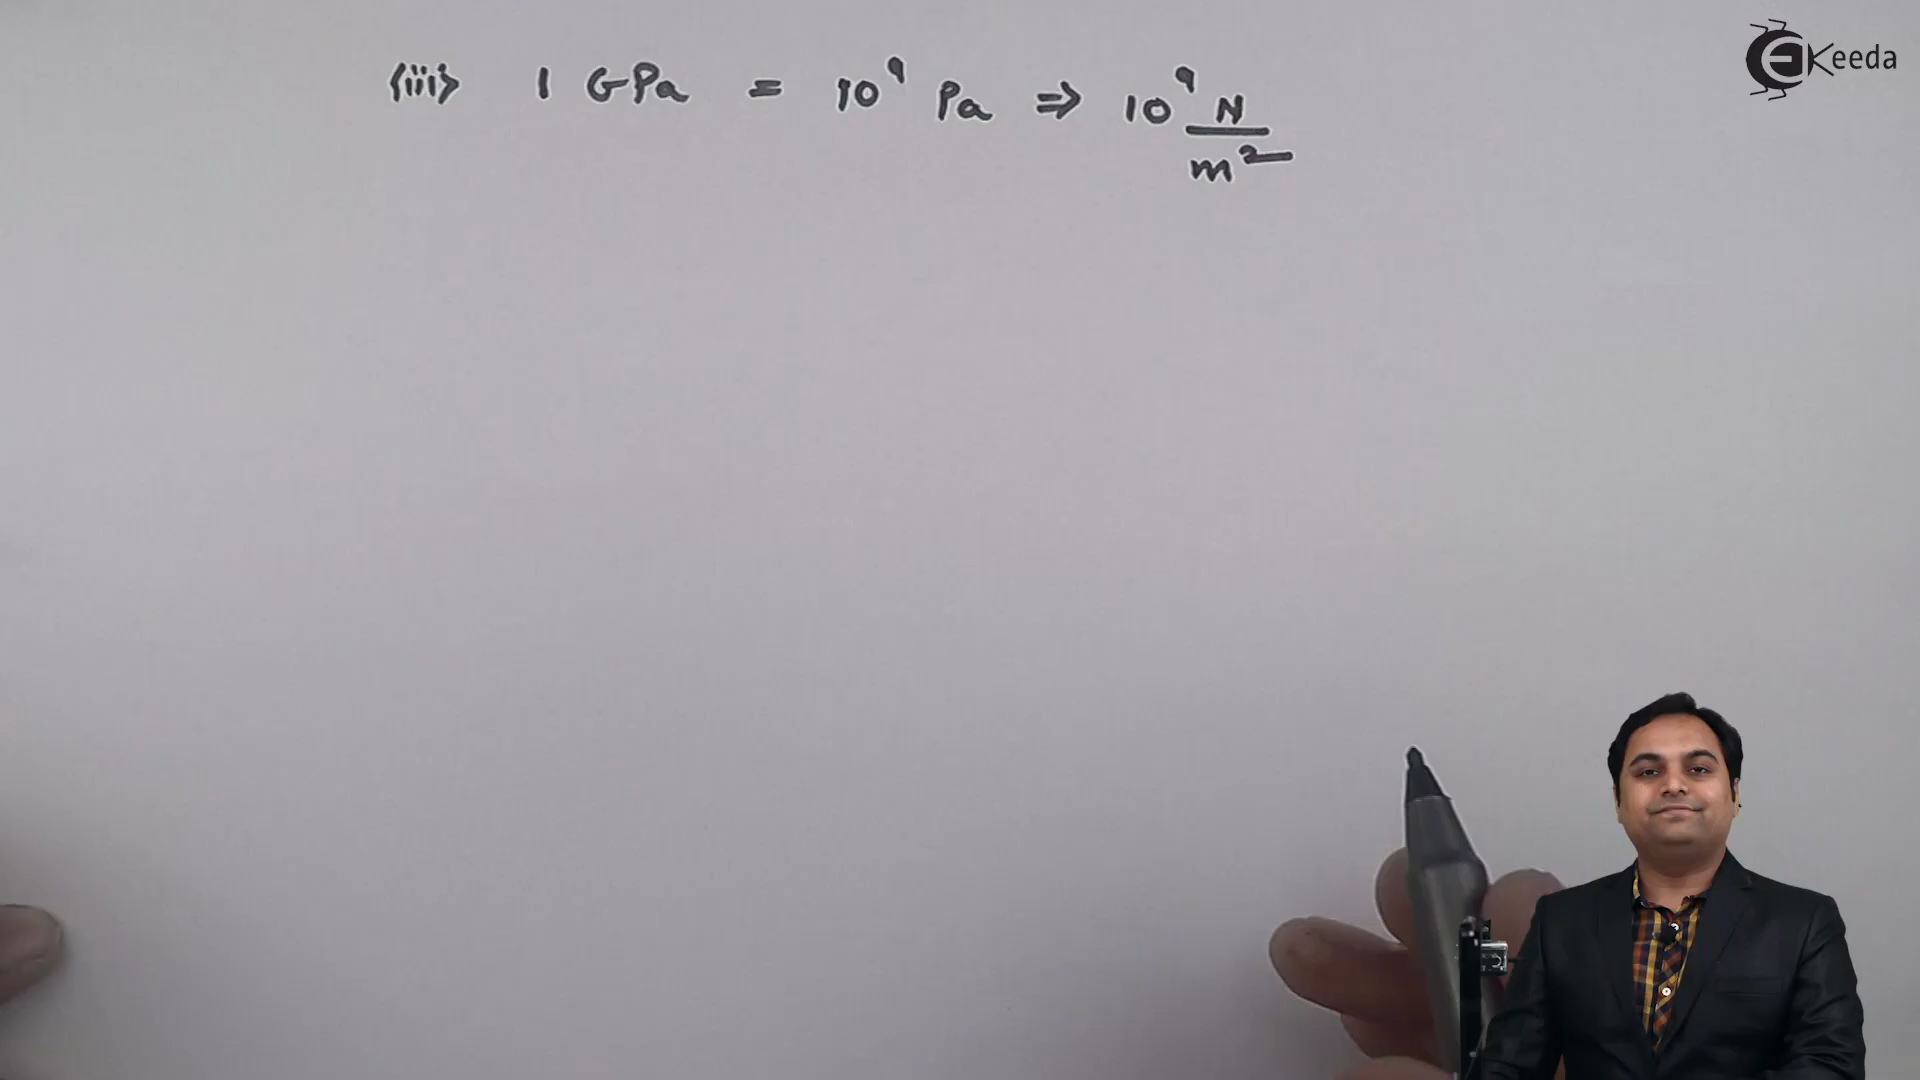 (iii) 1 GPa = 10⁹ Pa ⇒ 10⁹ N/m²
EKeeda